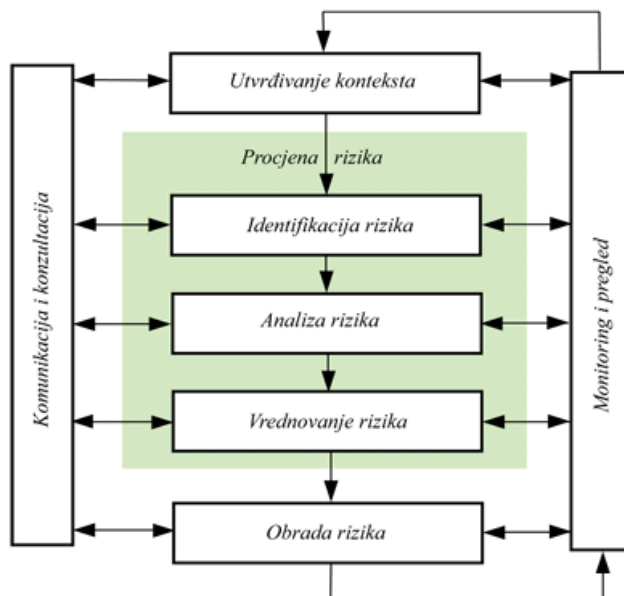 Utvrđivanje konteksta
Procjena rizika
Identifikacija rizika
Analiza rizika
Vrednovanje rizika
Obrada rizika
Komunikacija i konzultacija
Monitoring i pregled